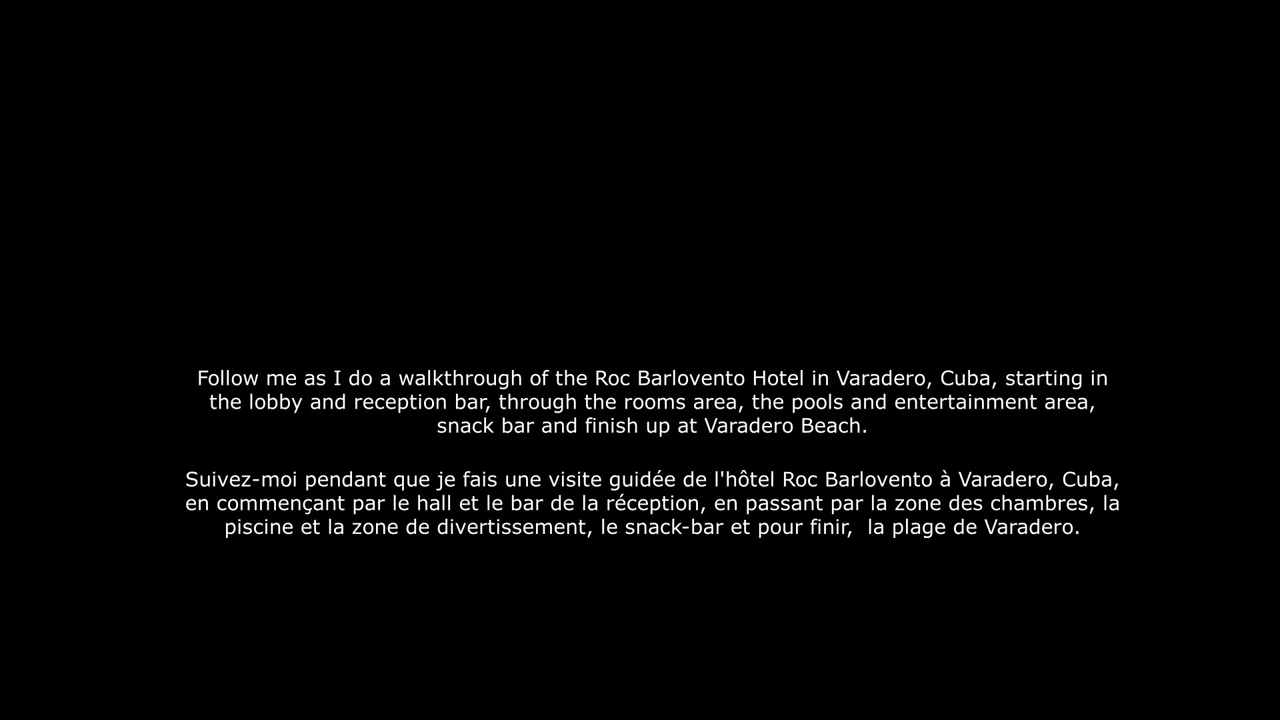 Follow me as I do a walkthrough of the Roc Barlovento Hotel in Varadero, Cuba, starting in
the lobby and reception bar, through the rooms area, the pools and entertainment area,
snack bar and finish up at Varadero Beach.
Suivez-moi pendant que je fais une visite guidée de l'hôtel Roc Barlovento à Varadero, Cuba,
en commençant par le hall et le bar de la réception, en passant par la zone des chambres, la
piscine et la zone de divertissement, le snack-bar et pour finir,  la plage de Varadero.